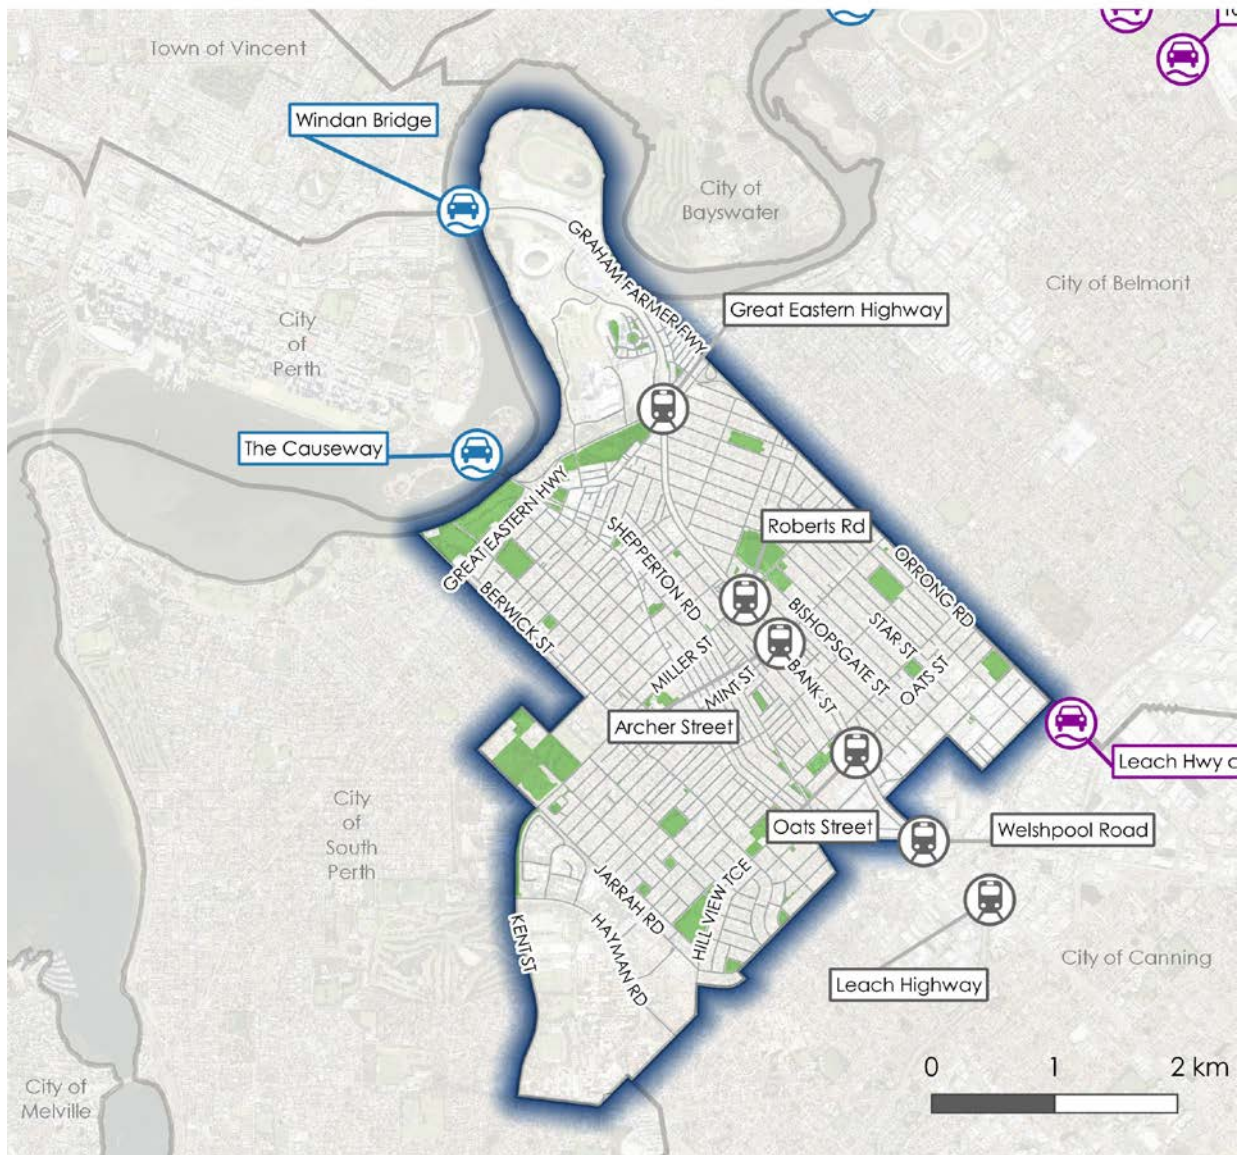 Town of Vincent
Windan Bridge
City of
Bayswater
City of Belmont
GRAHAM FARMER FWY
Great Eastern Highway
City
of
Perth
The Causeway
GREAT EASTERN HWY
Roberts Rd
SHEPPERTON RD
ORRONG RD
BERWICK ST
BISHOPSGATE ST
STAR ST
OATS ST
MILLER ST
MINT ST
BANK ST
Archer Street
Leach Hwy
City
of
South
Perth
Oats Street
Welshpool Road
JARRAH RD
HILL VIEW TCE
HAYMAN RD
KENT ST
Leach Highway
City of Canning
City of
Melville
0 1 2 km